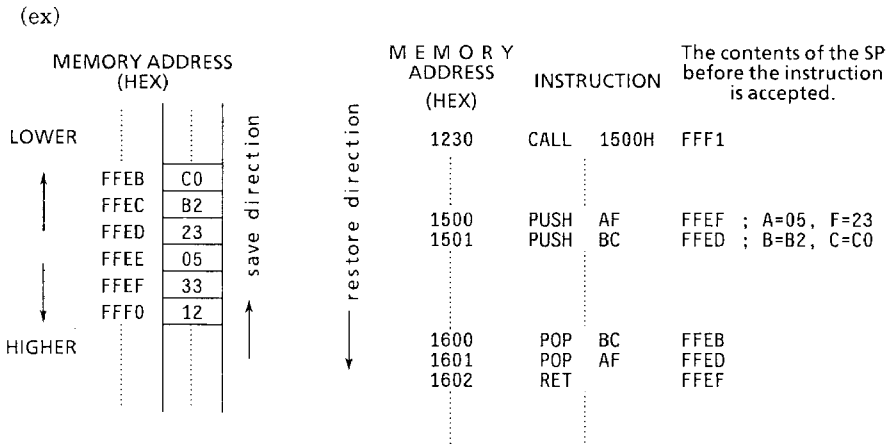 (ex)
MEMORY ADDRESS
(HEX)
LOWER
FFEB C0
FFEC B2
FFED 23
FFEE 05
FFEF 33
FFF0 12
HIGHER
save direction
restore direction
MEMORY ADDRESS (HEX) INSTRUCTION The contents of the SP before the instruction is accepted.
1230 CALL 1500H FFF1
1500 PUSH AF FFEF ; A=05, F=23
1501 PUSH BC FFED ; B=B2, C=C0
1600 POP BC FFEB
1601 POP AF FFED
1602 RET FFEF